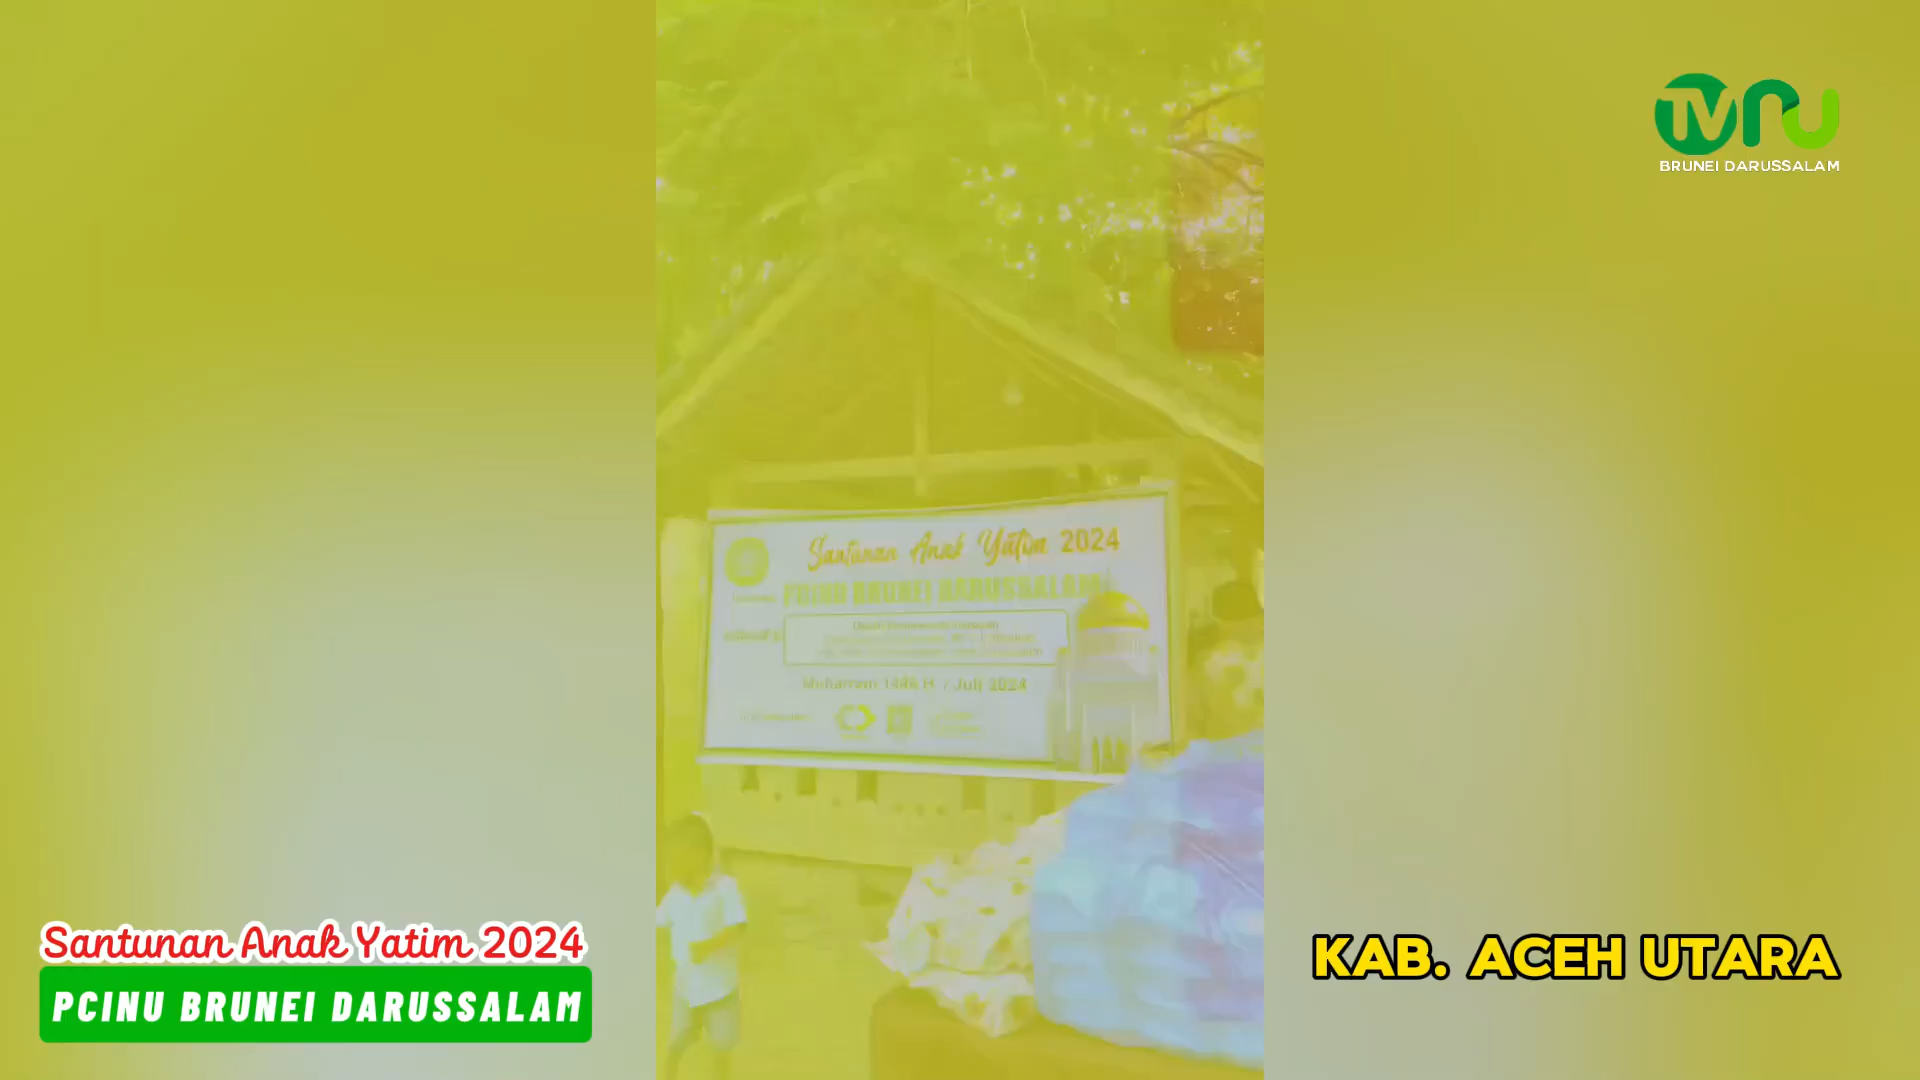 TVNU
BRUNEI DARUSSALAM
Santunan Anak Yatim 2024
PCINU BRUNEI DARUSSALAM
Muharram 1446 H / Juli 2024
Santunan Anak Yatim 2024
PCINU BRUNEI DARUSSALAM
KAB. ACEH UTARA